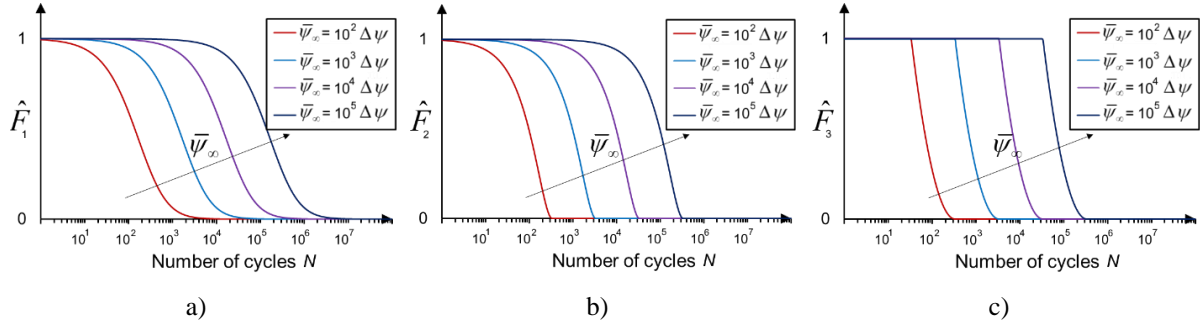 ψ̅∞ = 10² Δψ
ψ̅∞ = 10³ Δψ
ψ̅∞ = 10⁴ Δψ
ψ̅∞ = 10⁵ Δψ
1
F̂₁
ψ̅∞
0
10¹ 10² 10³ 10⁴ 10⁵ 10⁶ 10⁷
Number of cycles N
a)
ψ̅∞ = 10² Δψ
ψ̅∞ = 10³ Δψ
ψ̅∞ = 10⁴ Δψ
ψ̅∞ = 10⁵ Δψ
1
F̂₂
ψ̅∞
0
10¹ 10² 10³ 10⁴ 10⁵ 10⁶ 10⁷
Number of cycles N
b)
ψ̅∞ = 10² Δψ
ψ̅∞ = 10³ Δψ
ψ̅∞ = 10⁴ Δψ
ψ̅∞ = 10⁵ Δψ
1
F̂₃
ψ̅∞
0
10¹ 10² 10³ 10⁴ 10⁵ 10⁶ 10⁷
Number of cycles N
c)